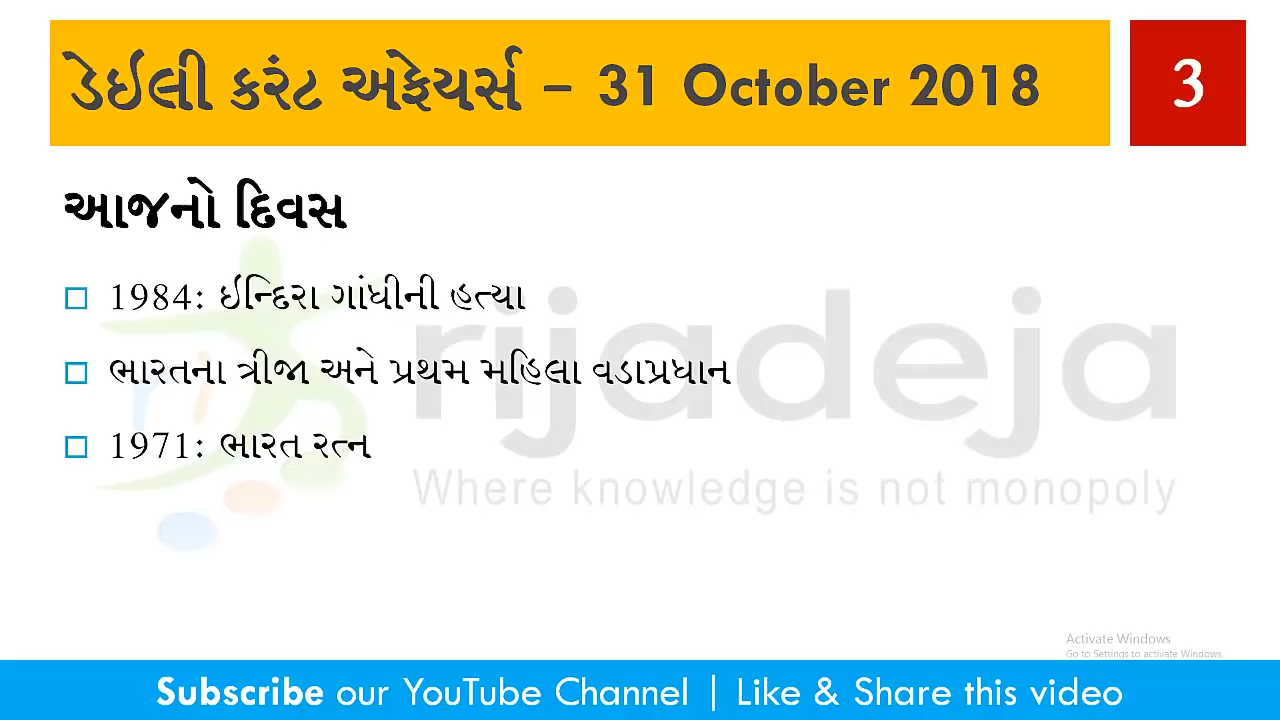 ડેઈલી કરંટ અફેયર્સ – 31 October 2018
3
આજનો દિવસ
1984: ઈન્દિરા ગાંધીની હત્યા
ભારતના ત્રીજા અને પ્રથમ મહિલા વડાપ્રધાન
1971: ભારત રત્ન
rijadeja
Where knowledge is not monopoly
Activate Windows
Go to Settings to activate Windows.
Subscribe our YouTube Channel | Like & Share this video